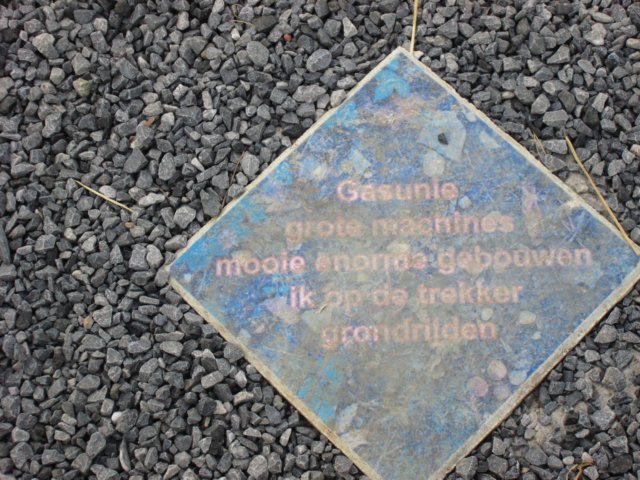 Gasunie
grote machines
mooie enorme gebouwen
ik op de trekker
grondrijden